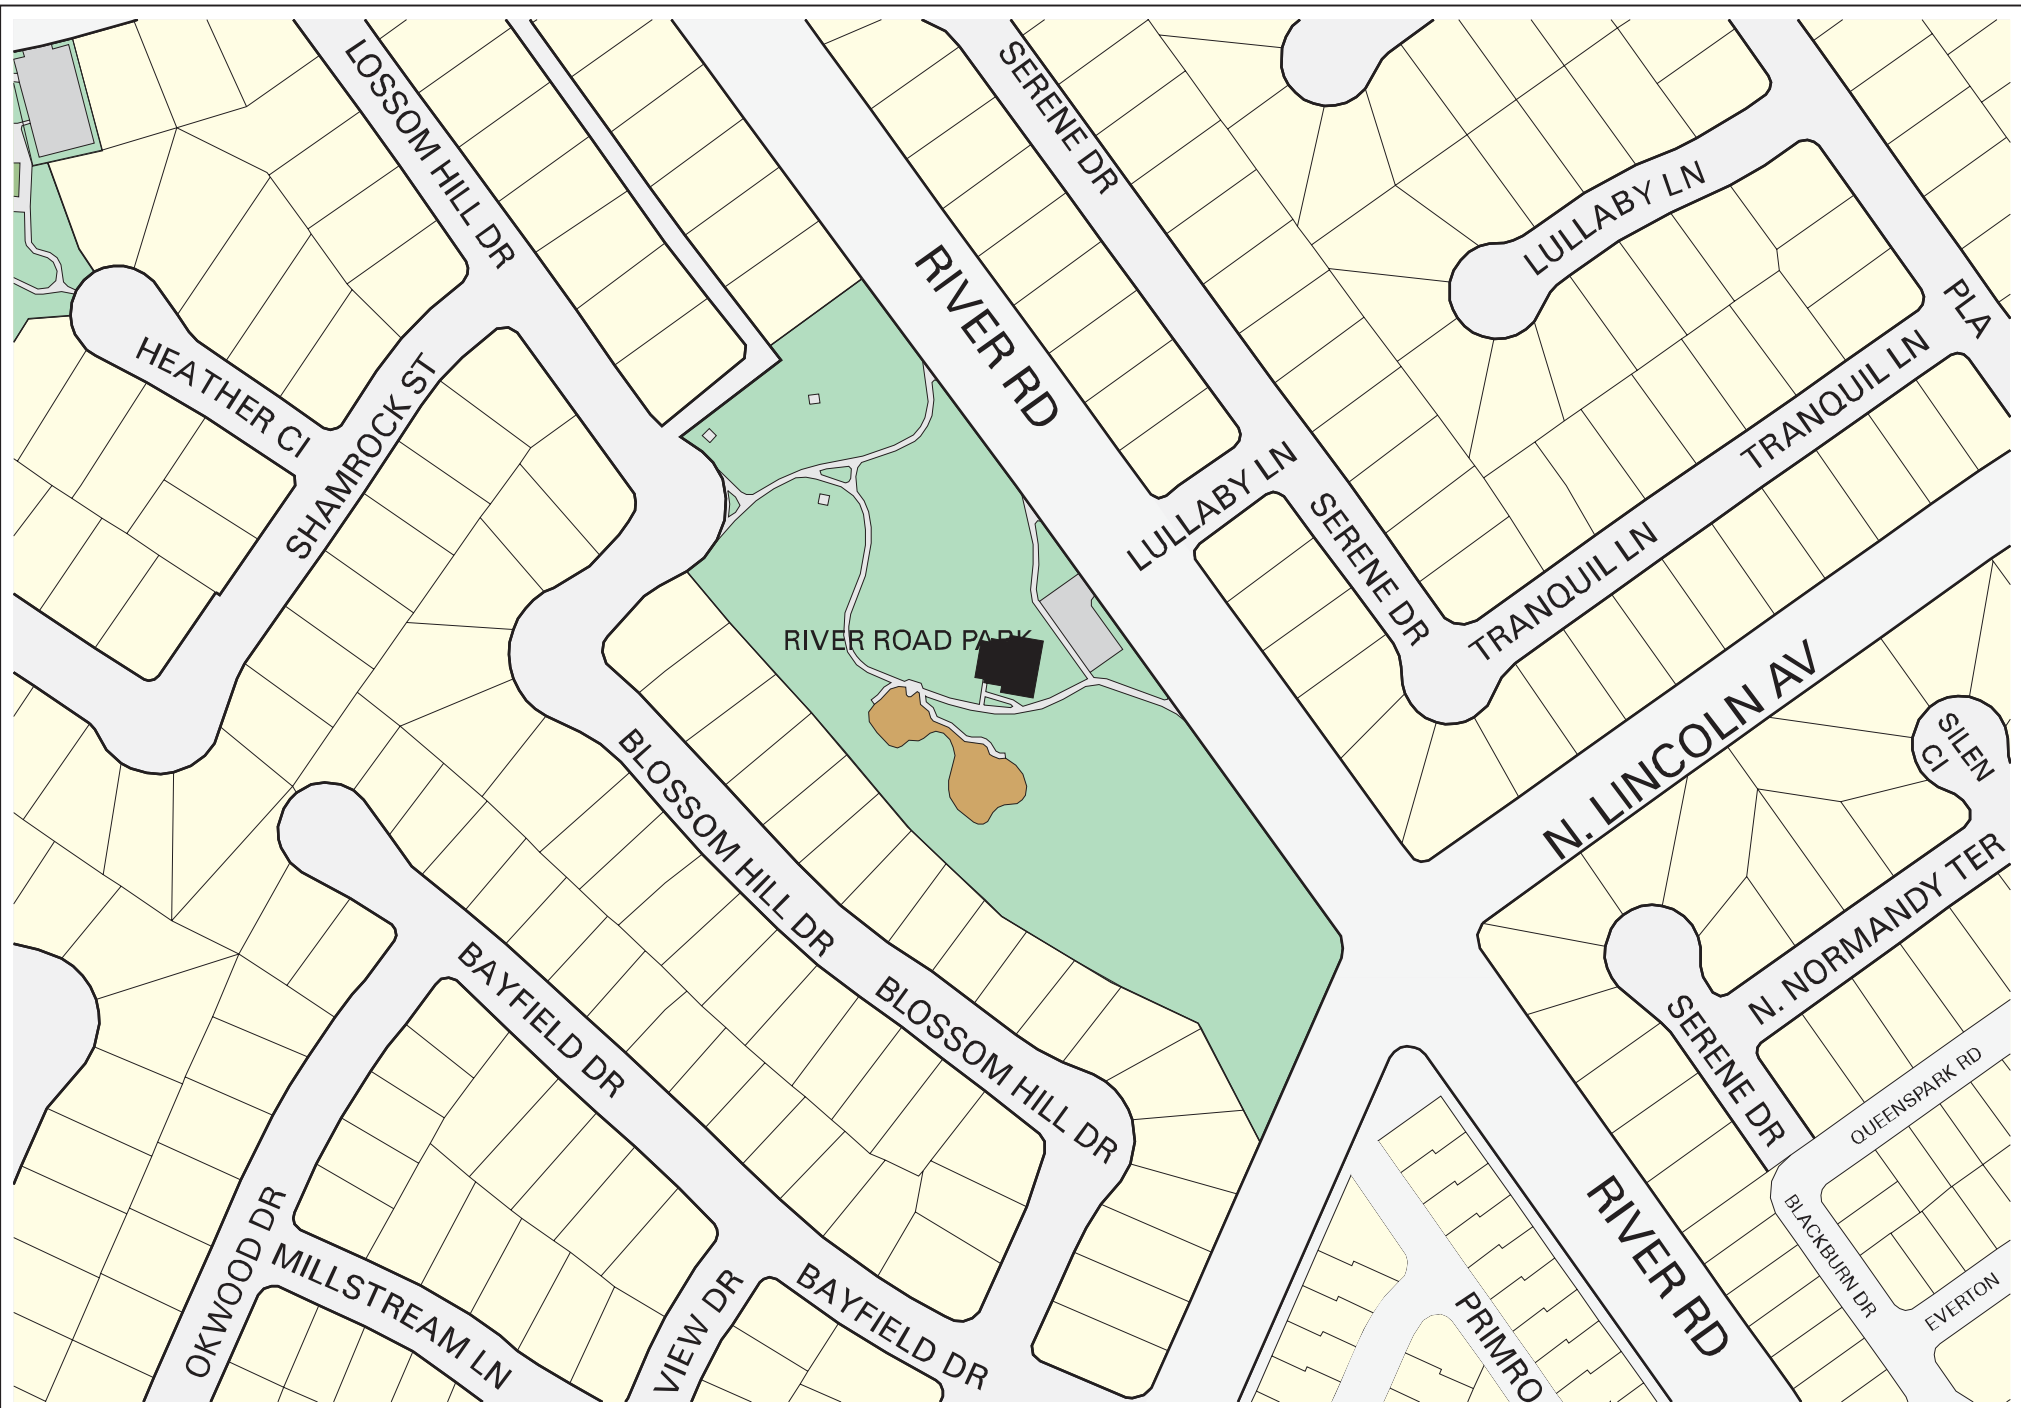 LOSSOM HILL DR
SERENE DR
LULLABY LN
RIVER RD
PLA
HEATHER CI
SHAMROCK ST
TRANQUIL LN
LULLABY LN
SERENE DR
TRANQUIL LN
RIVER ROAD PARK
N. LINCOLN AV
SILEN
CI
BLOSSOM HILL DR
N. NORMANDY TER
BAYFIELD DR
BLOSSOM HILL DR
SERENE DR
QUEENSPARK RD
OKWOOD DR
MILLSTREAM LN
VIEW DR
BAYFIELD DR
RIVER RD
BLACKBURN DR
EVERTON
PRIMRO